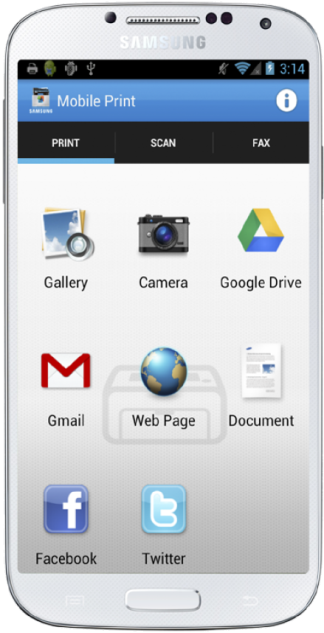 SAMSUNG
3:14
SAMSUNG
Mobile Print
PRINT SCAN FAX
Gallery Camera Google Drive
Gmail Web Page Document
Facebook Twitter